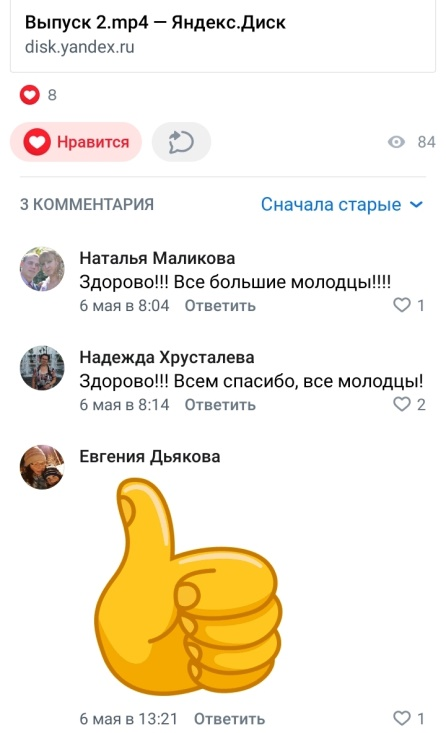 Выпуск 2.mp4 — Яндекс.Диск
disk.yandex.ru
8
Нравится
84
3 КОММЕНТАРИЯ
Сначала старые
Наталья Маликова
Здорово!!! Все большие молодцы!!!!
6 мая в 8:04 Ответить 1
Надежда Хрусталева
Здорово!!! Всем спасибо, все молодцы!
6 мая в 8:14 Ответить 2
Евгения Дьякова
6 мая в 13:21 Ответить 1